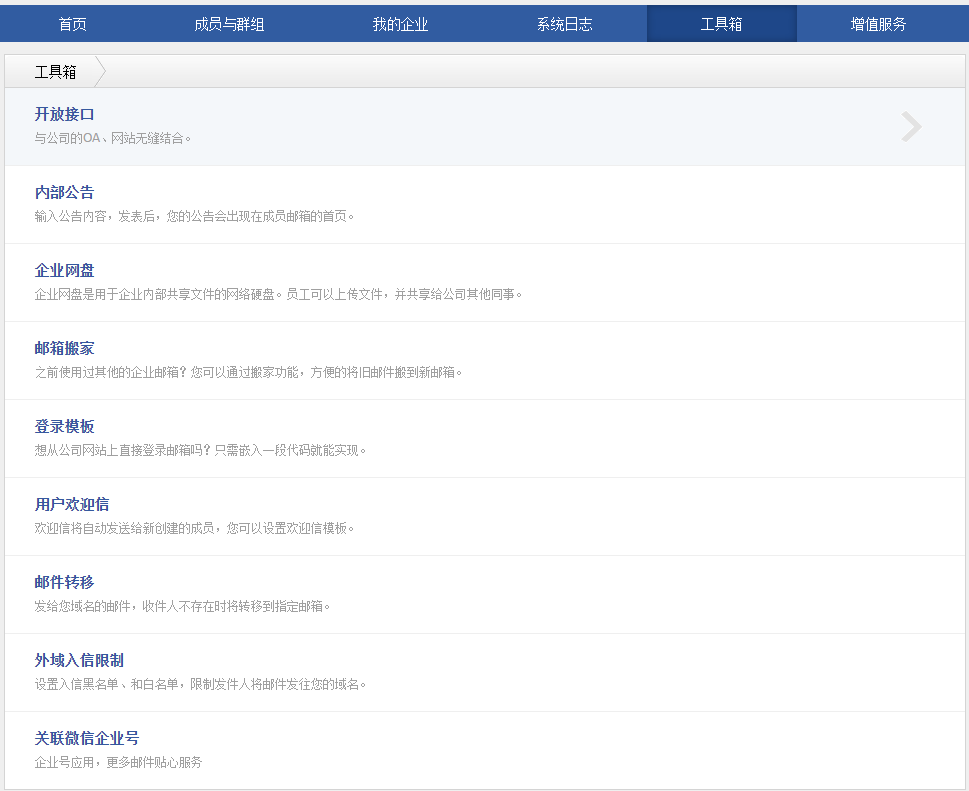 首页 成员与群组 我的企业 系统日志 工具箱 增值服务
工具箱
开放接口
与公司的OA、网站无缝结合。
内部公告
输入公告内容，发表后，您的公告会出现在成员邮箱的首页。
企业网盘
企业网盘是用于企业内部共享文件的网络硬盘。员工可以上传文件，并共享给公司其他同事。
邮箱搬家
之前使用过其他的企业邮箱？您可以通过搬家功能，方便的将旧邮件搬到新邮箱。
登录模板
想从公司网站上直接登录邮箱吗？只需嵌入一段代码就能实现。
用户欢迎信
欢迎信将自动发送给新创建的成员，您可以设置欢迎信模板。
邮件转移
发给您域名的邮件，收件人不存在时将转移到指定邮箱。
外域入信限制
设置入信黑名单、和白名单，限制发件人将邮件发往您的域名。
关联微信企业号
企业号应用，更多邮件贴心服务